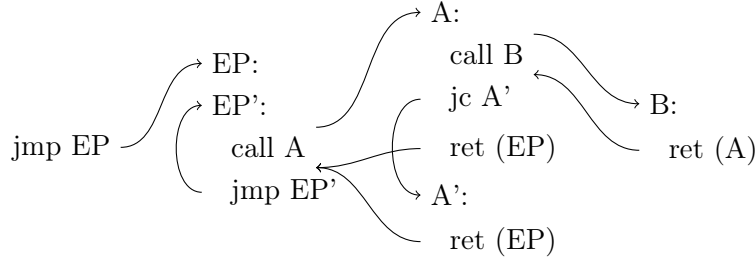 jmp EP
EP:
EP':
call A
jmp EP'
A:
call B
jc A'
ret (EP)
A':
ret (EP)
B:
ret (A)